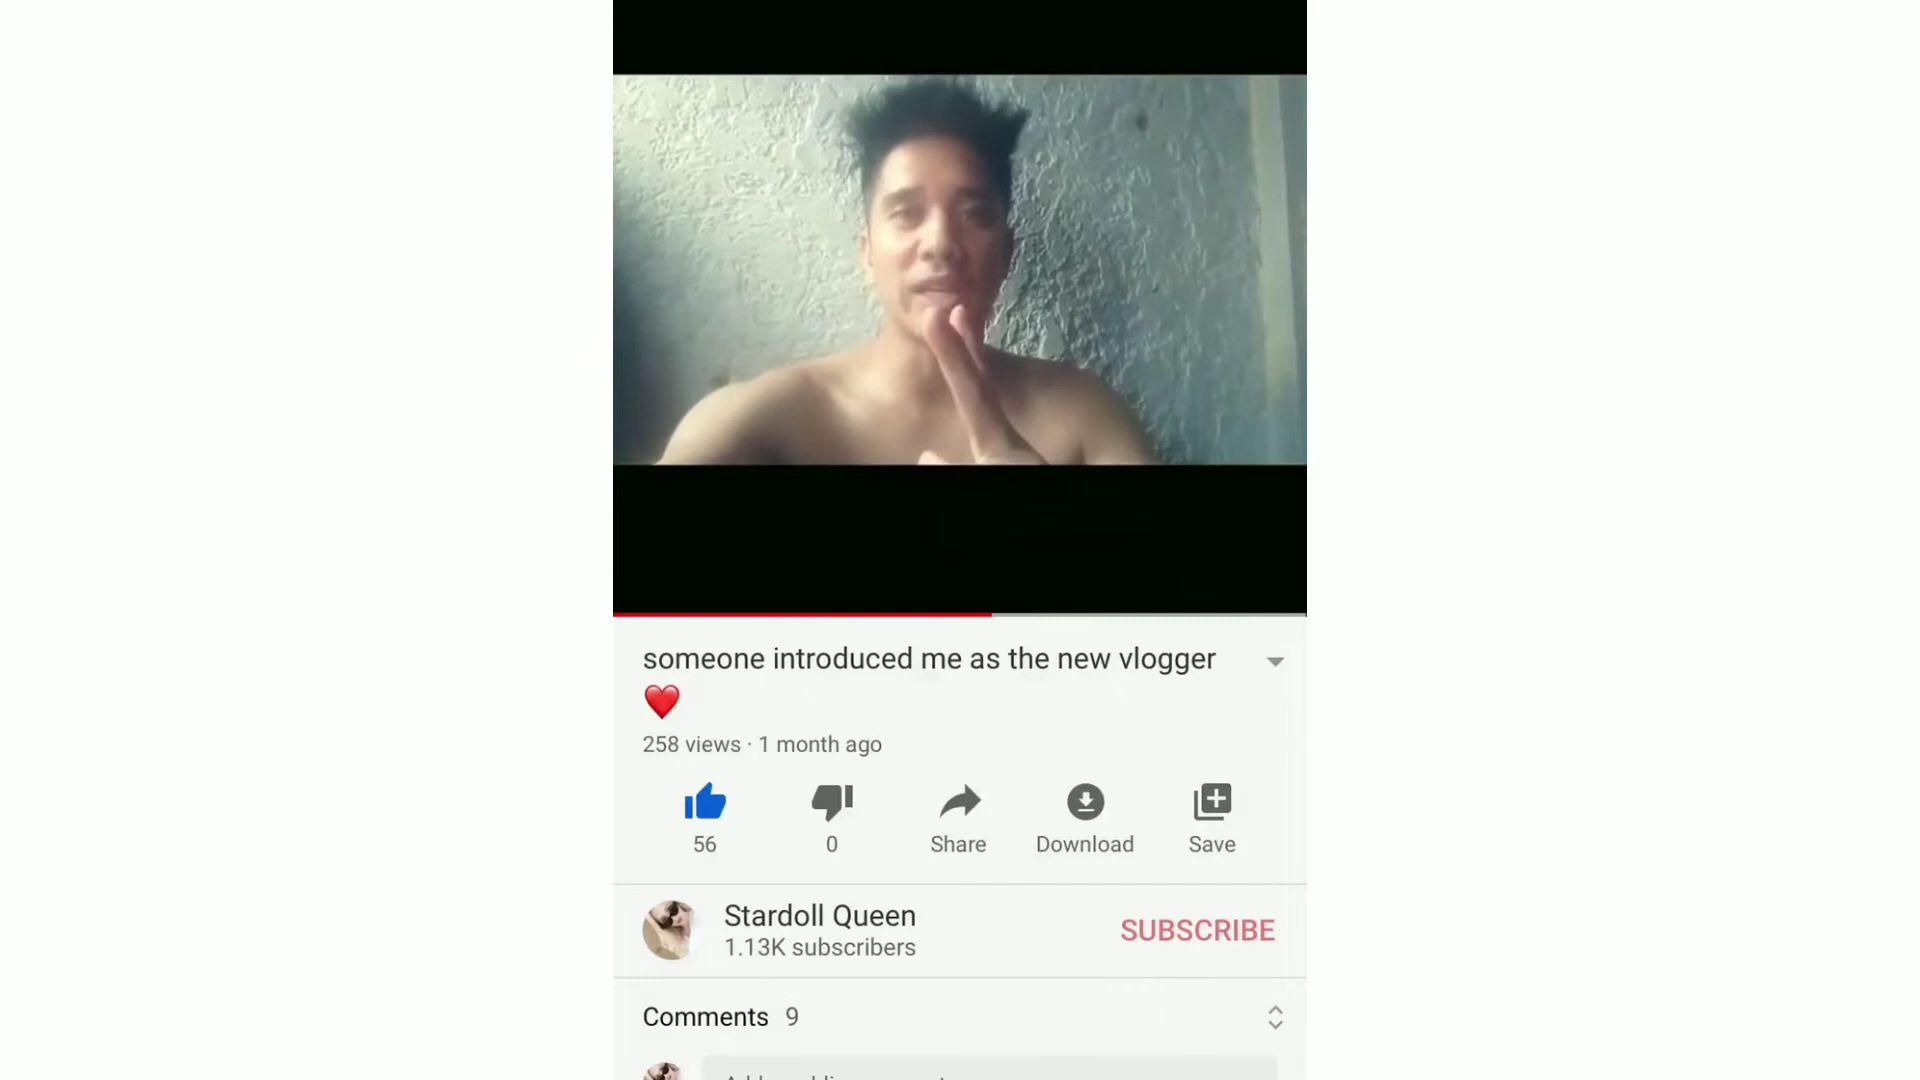 someone introduced me as the new vlogger
❤️
258 views · 1 month ago
56
0
Share
Download
Save
Stardoll Queen
1.13K subscribers
SUBSCRIBE
Comments 9